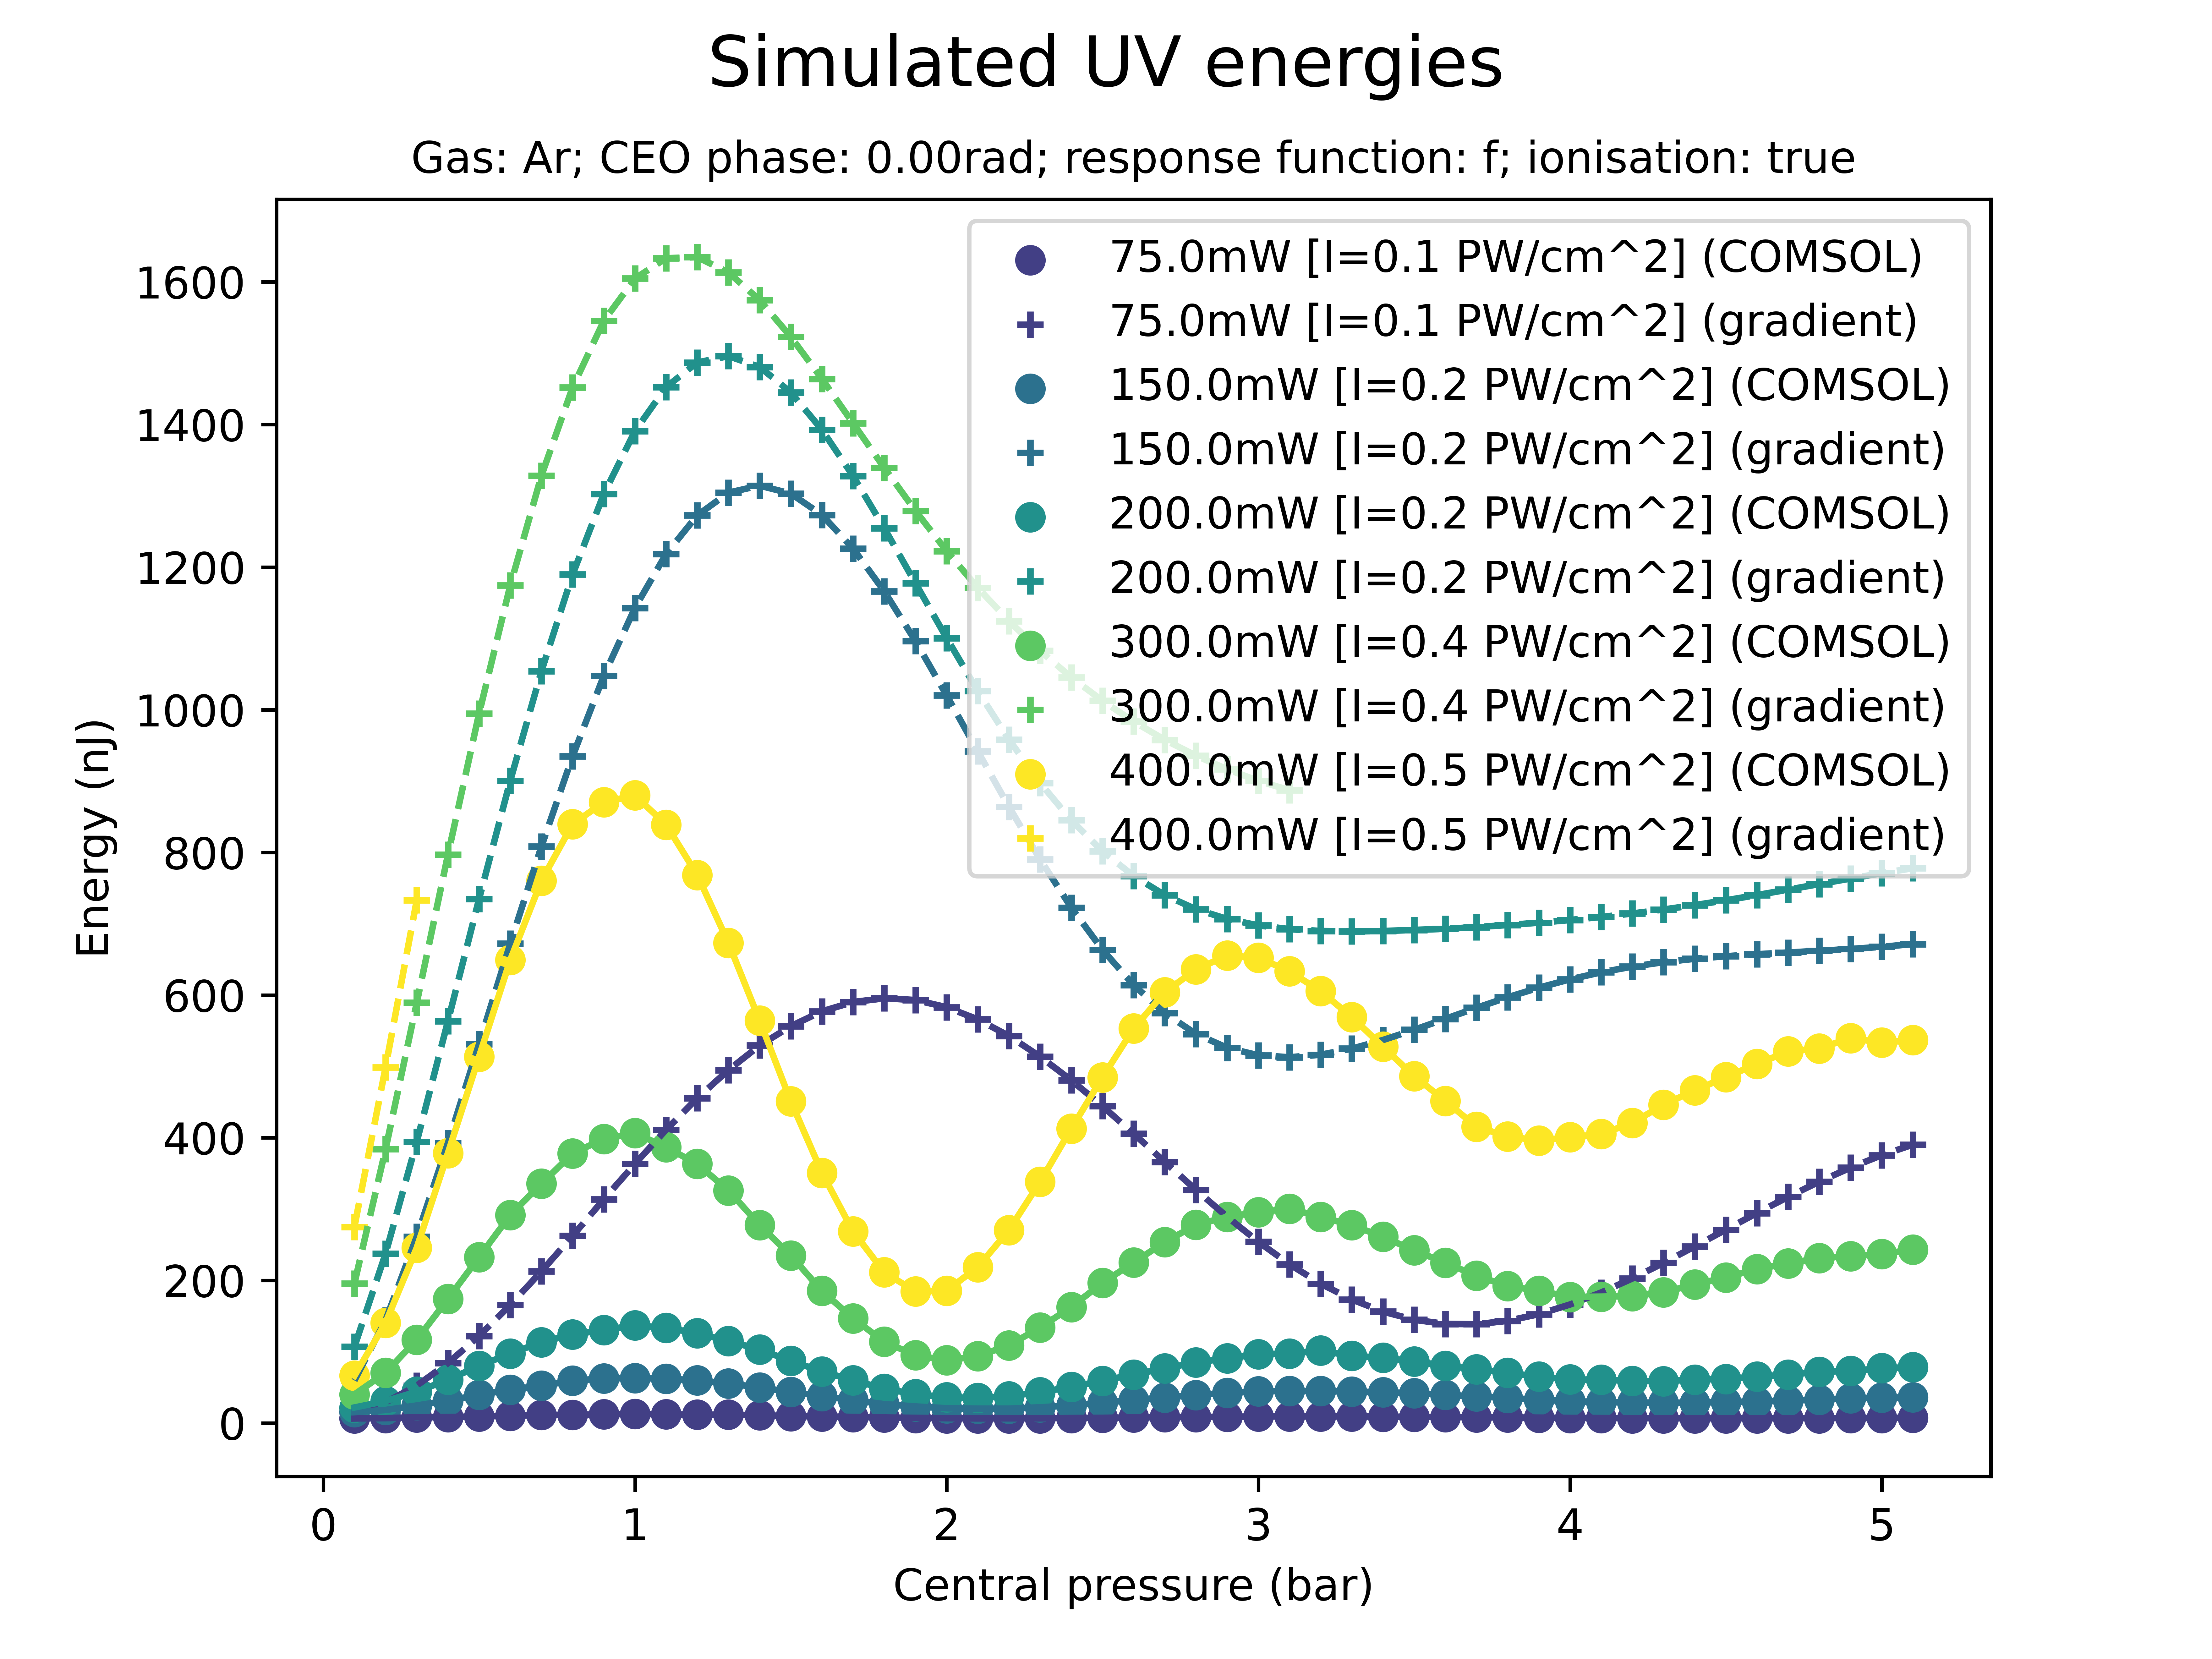 Simulated UV energies
Gas: Ar; CEO phase: 0.00rad; response function: f; ionisation: true
75.0mW [I=0.1 PW/cm^2] (COMSOL)
75.0mW [I=0.1 PW/cm^2] (gradient)
150.0mW [I=0.2 PW/cm^2] (COMSOL)
150.0mW [I=0.2 PW/cm^2] (gradient)
200.0mW [I=0.2 PW/cm^2] (COMSOL)
200.0mW [I=0.2 PW/cm^2] (gradient)
300.0mW [I=0.4 PW/cm^2] (COMSOL)
300.0mW [I=0.4 PW/cm^2] (gradient)
400.0mW [I=0.5 PW/cm^2] (COMSOL)
400.0mW [I=0.5 PW/cm^2] (gradient)
Energy (nJ)
1600
1400
1200
1000
800
600
400
200
0
0 1 2 3 4 5
Central pressure (bar)